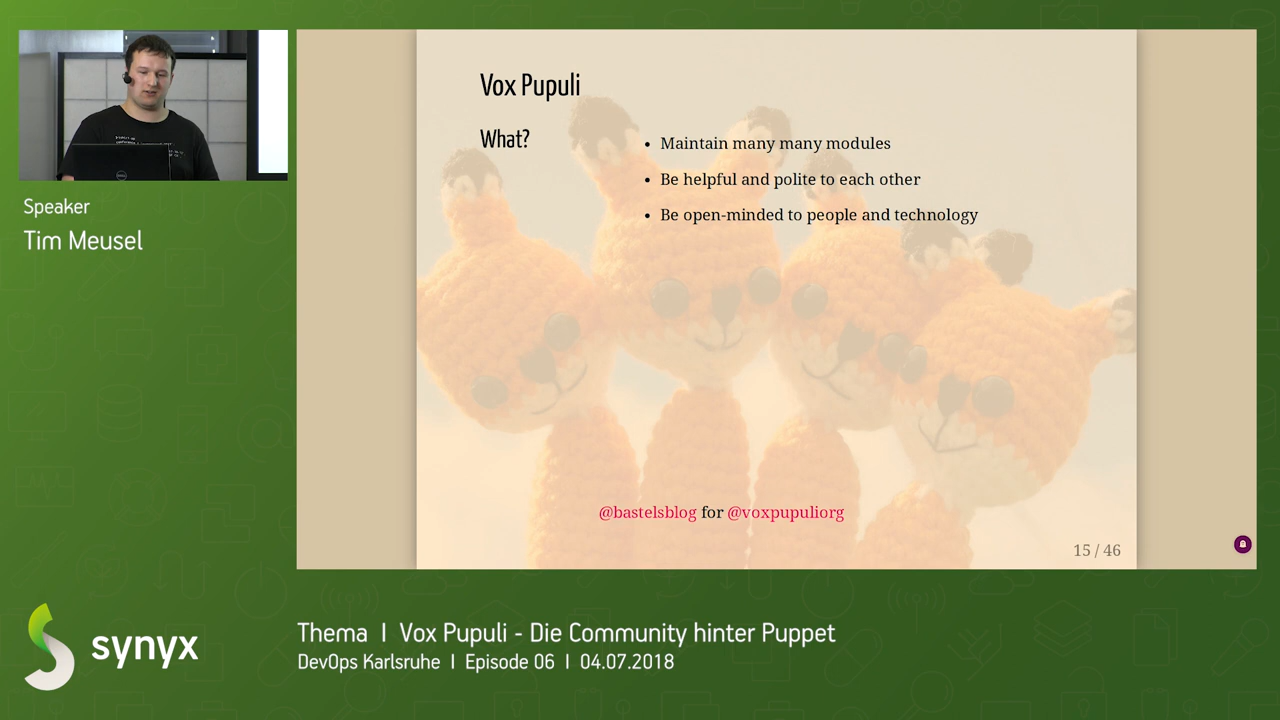 Speaker
Tim Meusel
Vox Pupuli
What?
• Maintain many many modules
• Be helpful and polite to each other
• Be open-minded to people and technology
@bastelsblog for @voxpupuliorg
15 / 46
synyx
Thema I Vox Pupuli - Die Community hinter Puppet
DevOps Karlsruhe I Episode 06 I 04.07.2018